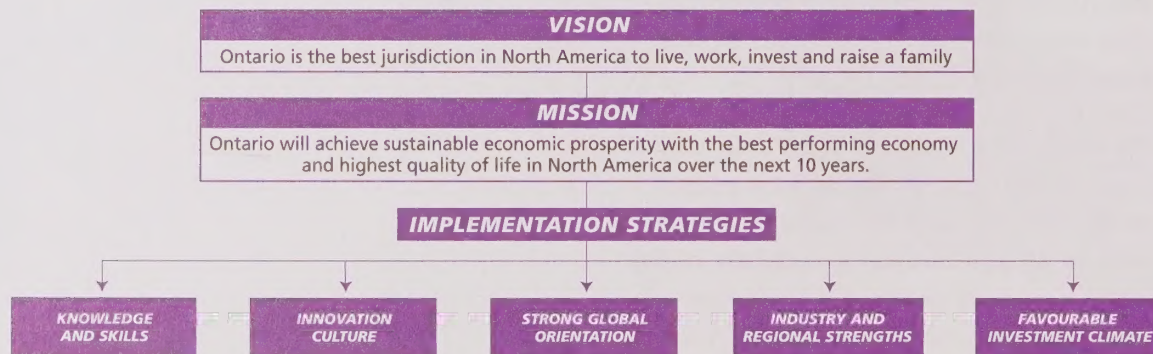 VISION
Ontario is the best jurisdiction in North America to live, work, invest and raise a family
MISSION
Ontario will achieve sustainable economic prosperity with the best performing economy
and highest quality of life in North America over the next 10 years.
IMPLEMENTATION STRATEGIES
KNOWLEDGE
AND SKILLS
INNOVATION
CULTURE
STRONG GLOBAL
ORIENTATION
INDUSTRY AND
REGIONAL STRENGTHS
FAVOURABLE
INVESTMENT CLIMATE